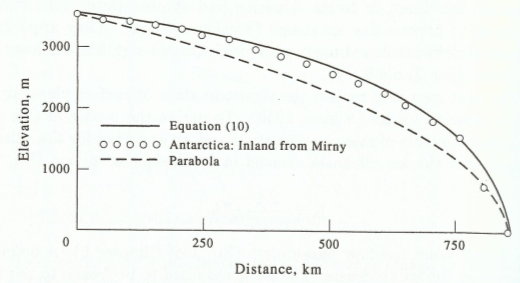 3000
2000
1000
Elevation, m
Equation (10)
Antarctica: Inland from Mirny
Parabola
0
250
500
750
Distance, km